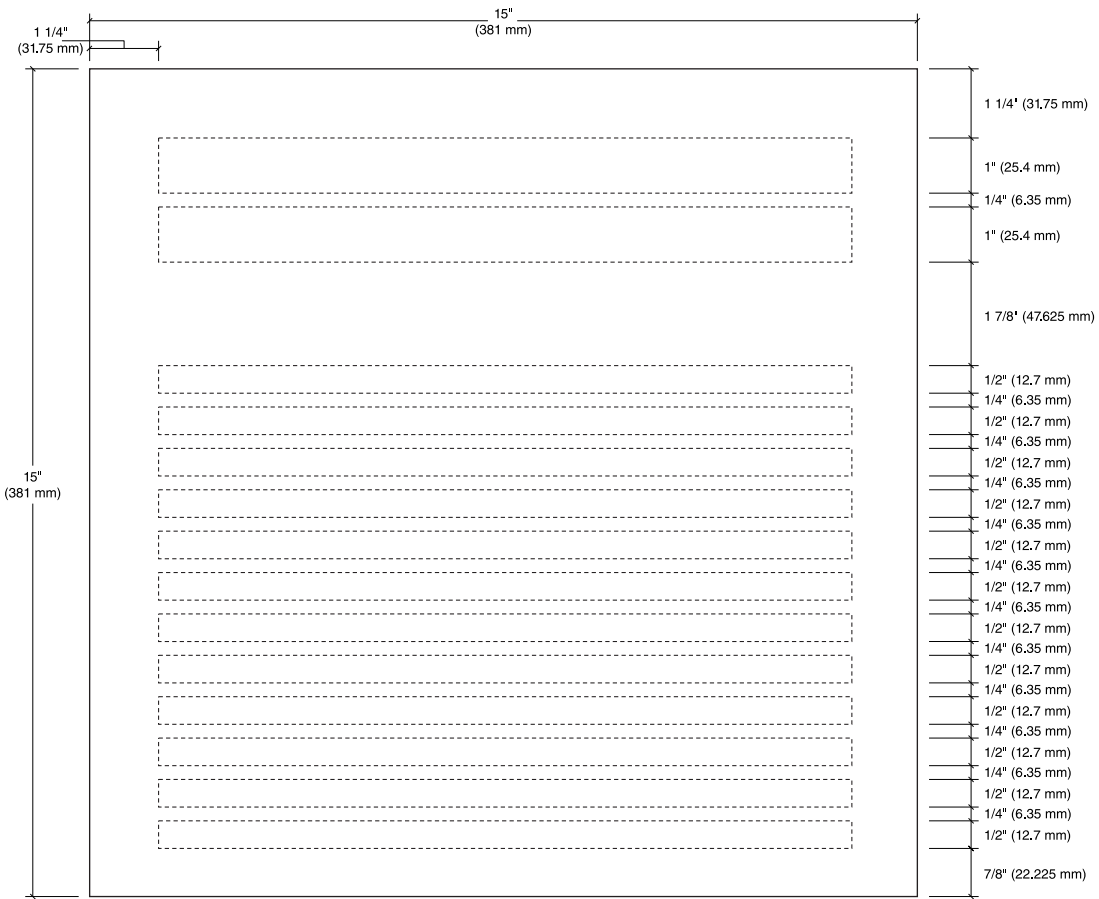 15"
(381 mm)
1 1/4"
(31.75 mm)
1 1/4" (31.75 mm)
1" (25.4 mm)
1/4" (6.35 mm)
1" (25.4 mm)
1 7/8" (47.625 mm)
1/2" (12.7 mm)
1/4" (6.35 mm)
1/2" (12.7 mm)
1/4" (6.35 mm)
1/2" (12.7 mm)
1/4" (6.35 mm)
1/2" (12.7 mm)
1/4" (6.35 mm)
1/2" (12.7 mm)
1/4" (6.35 mm)
1/2" (12.7 mm)
1/4" (6.35 mm)
1/2" (12.7 mm)
1/4" (6.35 mm)
1/2" (12.7 mm)
1/4" (6.35 mm)
1/2" (12.7 mm)
1/4" (6.35 mm)
1/2" (12.7 mm)
1/4" (6.35 mm)
1/2" (12.7 mm)
1/4" (6.35 mm)
1/2" (12.7 mm)
7/8" (22.225 mm)
15"
(381 mm)